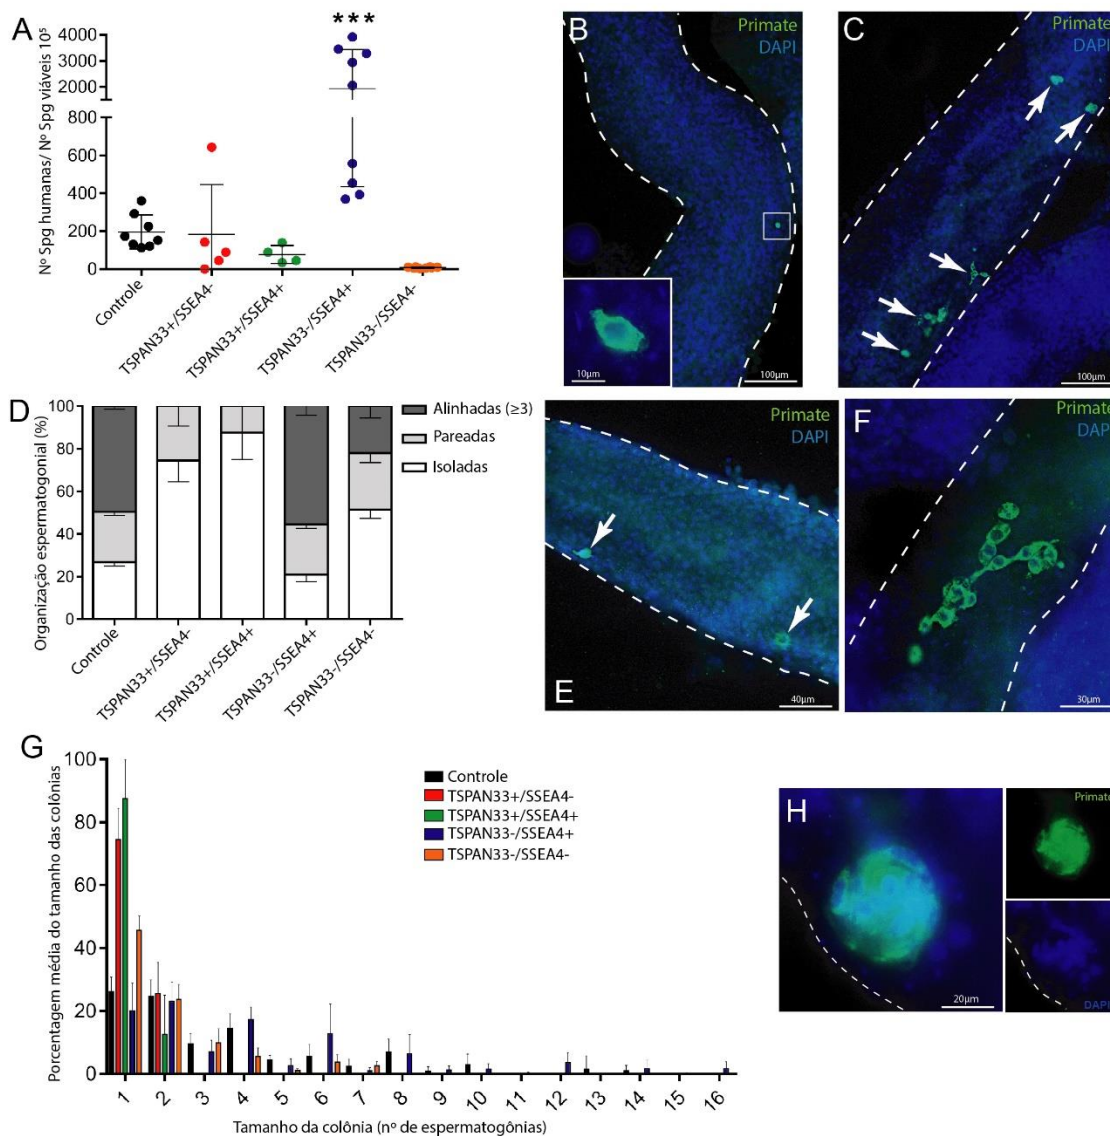 A
Nº Spg humanas/ Nº Spg viáveis 10⁵
***
4000
3000
2000
1000
800
600
400
200
0
Controle
TSPAN33+/SSEA4-
TSPAN33+/SSEA4+
TSPAN33-/SSEA4+
TSPAN33-/SSEA4-
B
Primate
DAPI
10µm
100µm
C
Primate
DAPI
100µm
D
Organização espermatogonial (%)
100
80
60
40
20
0
Controle
TSPAN33+/SSEA4-
TSPAN33+/SSEA4+
TSPAN33-/SSEA4+
TSPAN33-/SSEA4-
Alinhadas (≥3)
Pareadas
Isoladas
Primate
DAPI
E
40µm
F
Primate
DAPI
30µm
G
Porcentagem média do tamanho das colônias
100
80
60
40
20
0
1 2 3 4 5 6 7 8 9 10 11 12 13 14 15 16
Tamanho da colônia (nº de espermatogônias)
Controle
TSPAN33+/SSEA4-
TSPAN33+/SSEA4+
TSPAN33-/SSEA4+
TSPAN33-/SSEA4-
H
20µm
Primate
DAPI